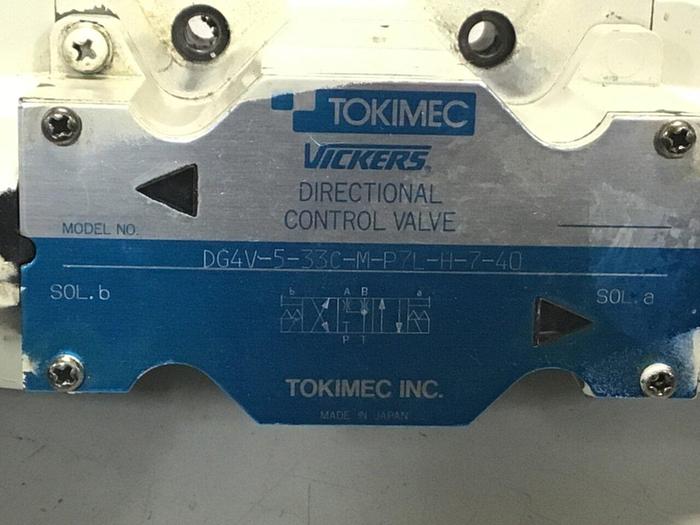 TOKIMEC
VICKERS®
DIRECTIONAL
CONTROL VALVE
MODEL NO.
DG4V-5-33C-M-P7L-H-7-40
SOL.b
SOL.a
b A B a
P T
TOKIMEC INC.
MADE IN JAPAN